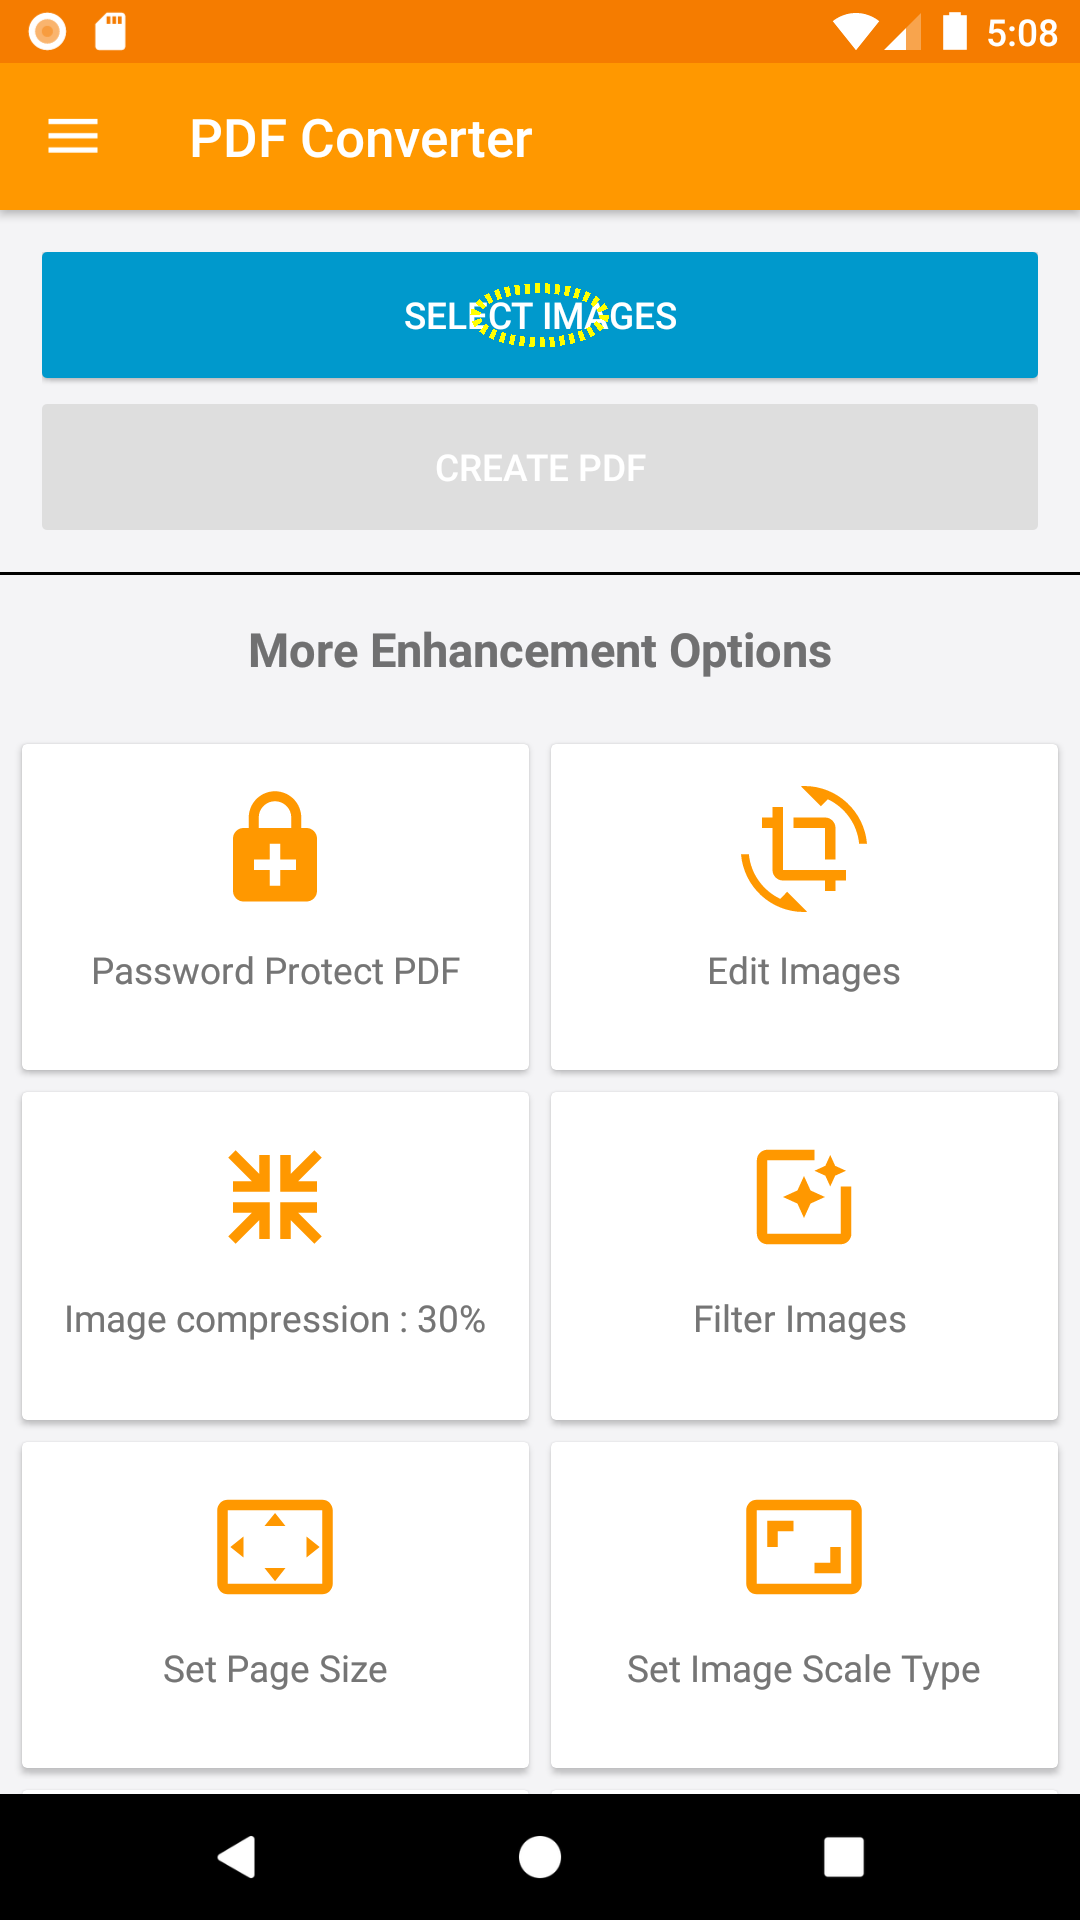 5:08
PDF Converter
SELECT IMAGES
CREATE PDF
More Enhancement Options
Password Protect PDF
Edit Images
Image compression : 30%
Filter Images
Set Page Size
Set Image Scale Type